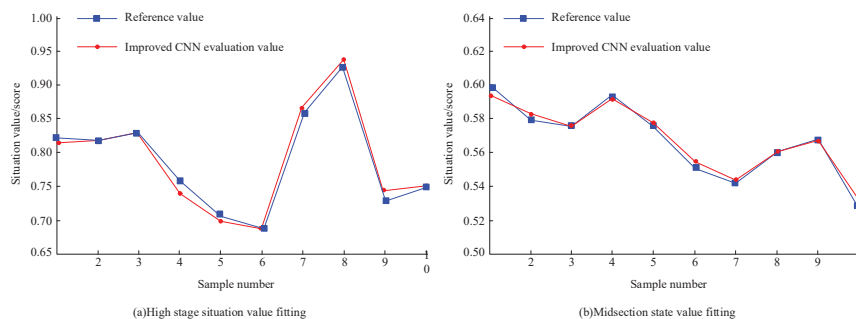 1.00
0.95
0.90
0.85
0.80
0.75
0.70
0.65
Situation value/score
Reference value
Improved CNN evaluation value
2 3 4 5 6 7 8 9 0
Sample number
(a)High stage situation value fitting
0.64
0.62
0.60
0.58
0.56
0.54
0.52
0.50
Situation value/score
Reference value
Improved CNN evaluation value
2 3 4 5 6 7 8 9
Sample number
(b)Midsection state value fitting